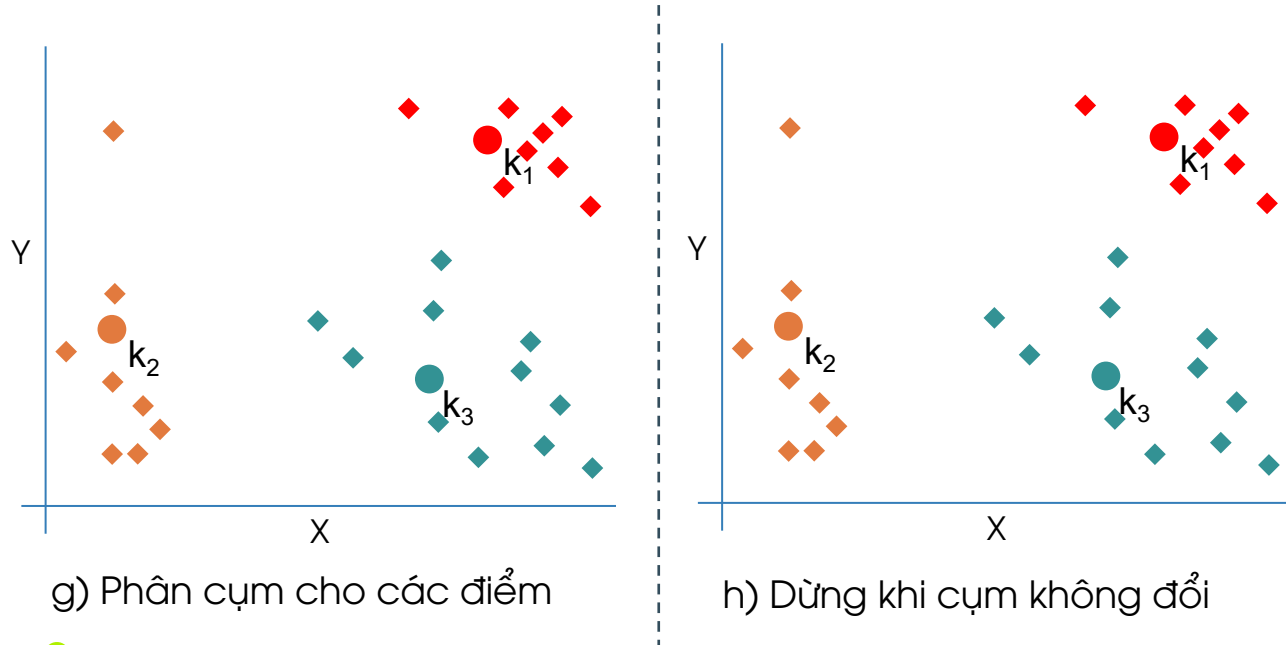 k₁
Y
k₂
k₃
X
g) Phân cụm cho các điểm
k₁
Y
k₂
k₃
X
h) Dừng khi cụm không đổi